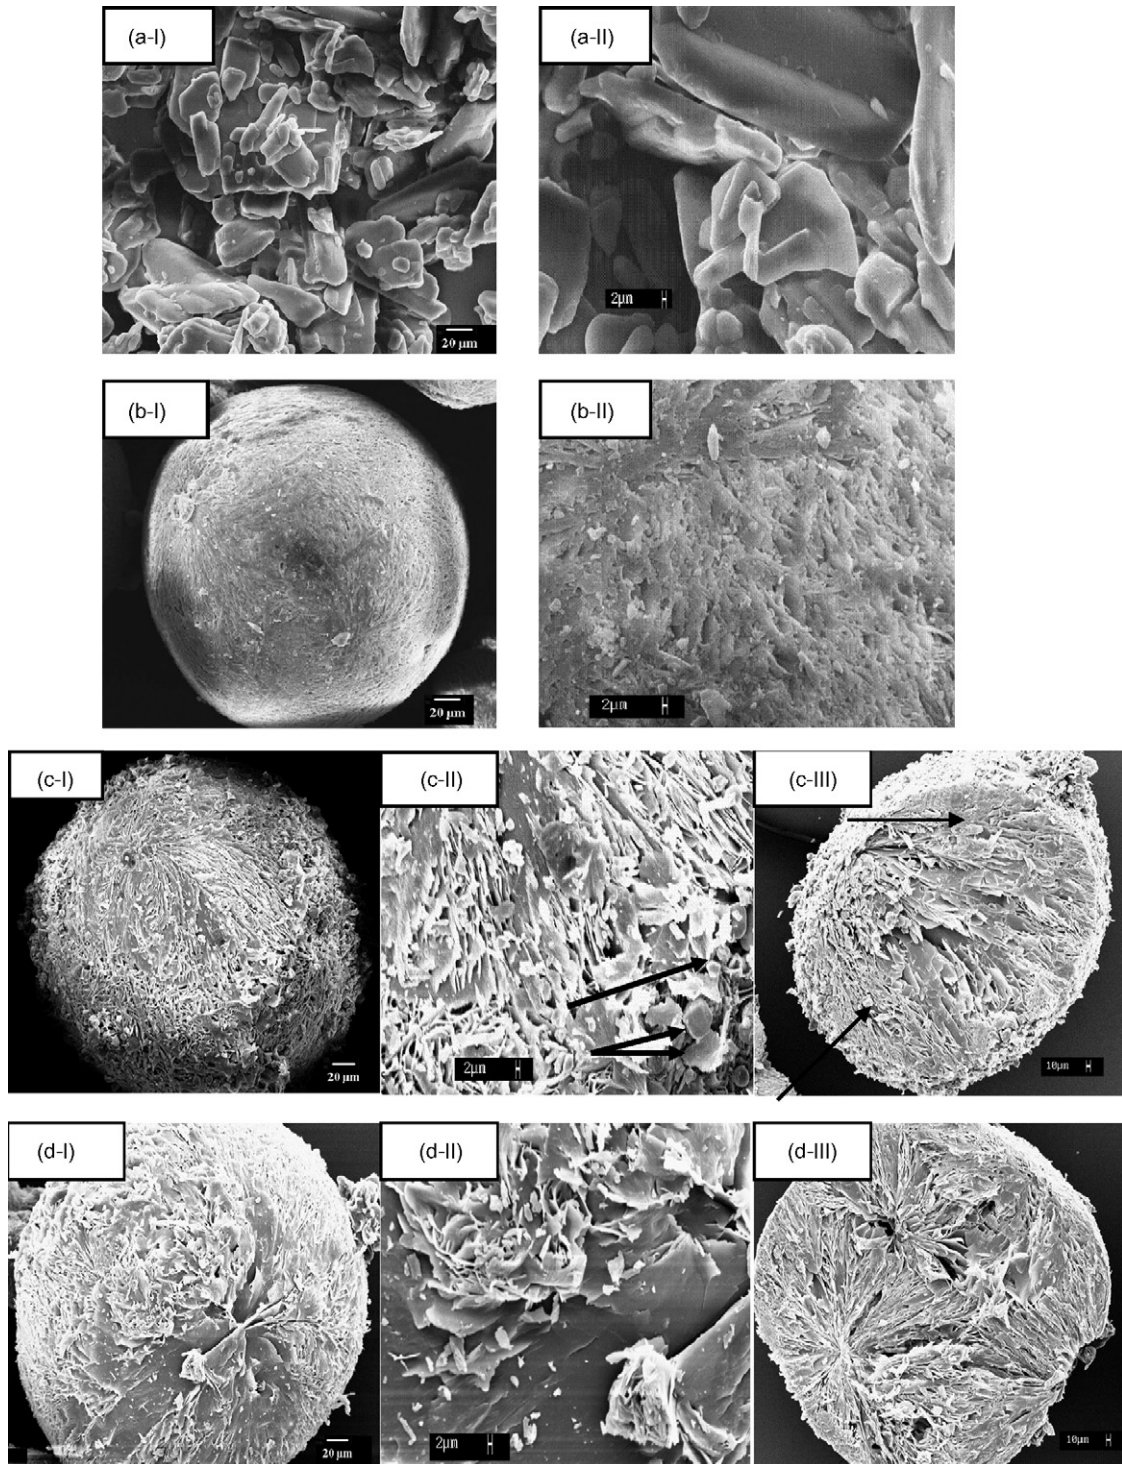 (a-I)
(a-II)
20 µm
2µm
(b-I)
(b-II)
20 µm
2µm
(c-I)
(c-II)
(c-III)
20 µm
2µm
10µm
(d-I)
(d-II)
(d-III)
20 µm
2µm
10µm